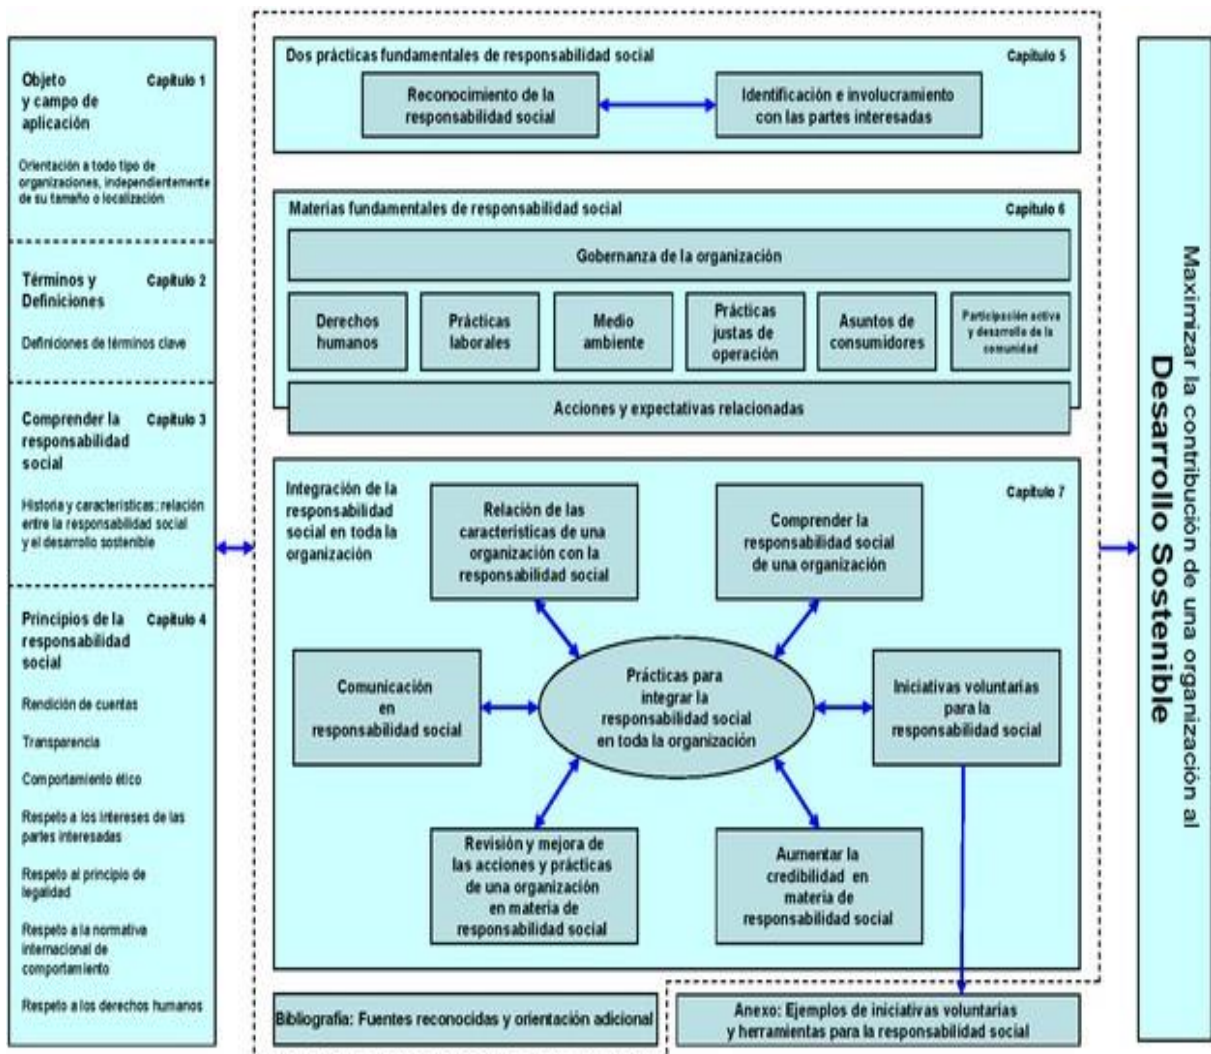 Objeto
y campo de
aplicación
Capítulo 1
Orientación a todo tipo de
organizaciones, independientemente
de su tamaño o localización
Términos y
Definiciones
Capítulo 2
Definiciones de términos clave
Comprender la
responsabilidad
social
Capítulo 3
Historia y características; relación
entre la responsabilidad social
y el desarrollo sostenible
Principios de la
responsabilidad
social
Capítulo 4
Rendición de cuentas
Transparencia
Comportamiento ético
Respeto a los intereses de las
partes interesadas
Respeto al principio de
legalidad
Respeto a la normativa
internacional de
comportamiento
Respeto a los derechos humanos
Dos prácticas fundamentales de responsabilidad social
Capítulo 5
Reconocimiento de la
responsabilidad social
Identificación e involucramiento
con las partes interesadas
Materias fundamentales de responsabilidad social
Capítulo 6
Gobernanza de la organización
Derechos
humanos
Prácticas
laborales
Medio
ambiente
Prácticas
justas de
operación
Asuntos de
consumidores
Participación activa
y desarrollo de la
comunidad
Acciones y expectativas relacionadas
Integración de la
responsabilidad
social en toda la
organización
Capítulo 7
Relación de las
características de una
organización con la
responsabilidad social
Comprender la
responsabilidad social
de una organización
Comunicación
en
responsabilidad social
Prácticas para
integrar la
responsabilidad social
en toda la organización
Iniciativas voluntarias
para la
responsabilidad social
Revisión y mejora de
las acciones y prácticas
de una organización
en materia de
responsabilidad social
Aumentar la
credibilidad en
materia de
responsabilidad social
Bibliografía: Fuentes reconocidas y orientación adicional
Anexo: Ejemplos de iniciativas voluntarias
y herramientas para la responsabilidad social
Maximizar la contribución de una organización al
Desarrollo Sostenible